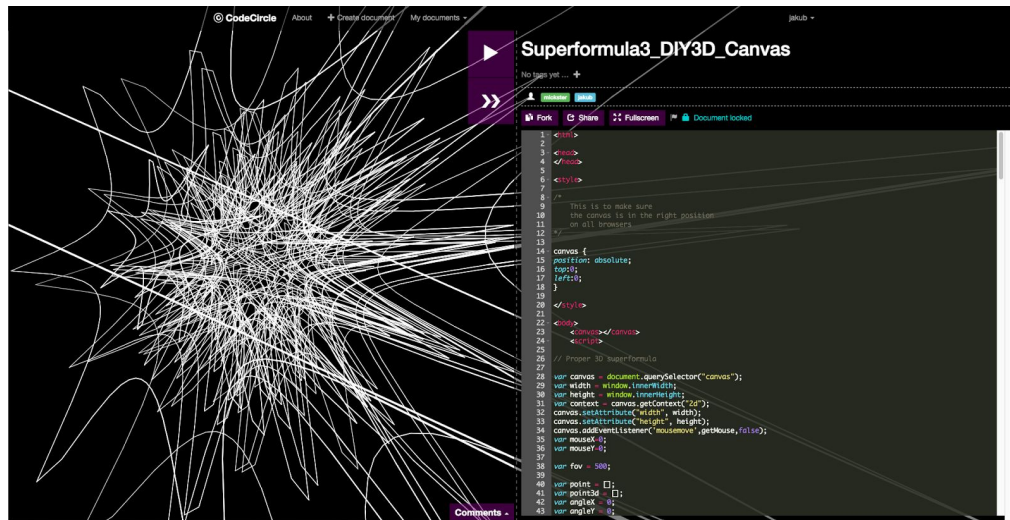 CodeCircle About + Create document My documents jakub
Superformula3_DIY3D_Canvas
No tags yet ... +
mickster jakub
Fork Share Fullscreen Document locked
1 <html>
2
3 <head>
4 </head>
5
6 <style>
7
8 /*
9 This is to make sure
10 the canvas is in the right position
11 on all browsers
12 */
13
14 canvas {
15 position: absolute;
16 top:0;
17 left:0;
18 }
19
20 </style>
21
22 <body>
23 <canvas></canvas>
24 <script>
25
26 // Proper 3D superformula
27
28 var canvas = document.querySelector("canvas");
29 var width = window.innerWidth;
30 var height = window.innerHeight;
31 var context = canvas.getContext("2d");
32 canvas.setAttribute("width", width);
33 canvas.setAttribute("height", height);
34 canvas.addEventListener('mousemove',getMouse,false);
35 var mouseX=0;
36 var mouseY=0;
37
38 var fov = 500;
39
40 var point = [];
41 var point3d = [];
42 var angleX = 0;
43 var angleY = 0;
Comments